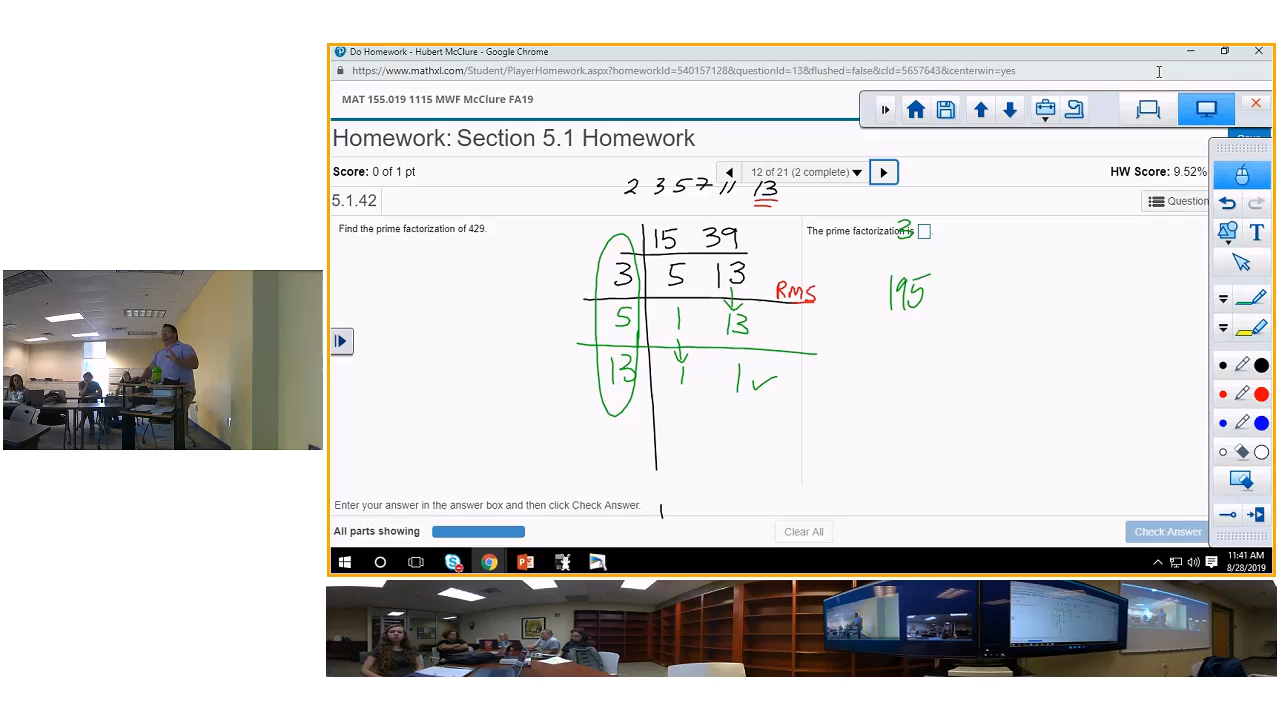 Do Homework - Hubert McClure - Google Chrome
https://www.mathxl.com/Student/PlayerHomework.aspx?homeworkId=540157128&questionId=13&flushed=false&cId=5657643&centerwin=yes
MAT 155.019 1115 MWF McClure FA19
Homework: Section 5.1 Homework
Score: 0 of 1 pt
12 of 21 (2 complete)
HW Score: 9.52%
2 3 5 7 11 13
5.1.42
Question
Find the prime factorization of 429.
The prime factorization is
3
15 39
3 5 13
RMS
195
5 1 13
13 1 1 ✓
Enter your answer in the answer box and then click Check Answer.
All parts showing
Clear All
Check Answer
T
11:41 AM
8/28/2019